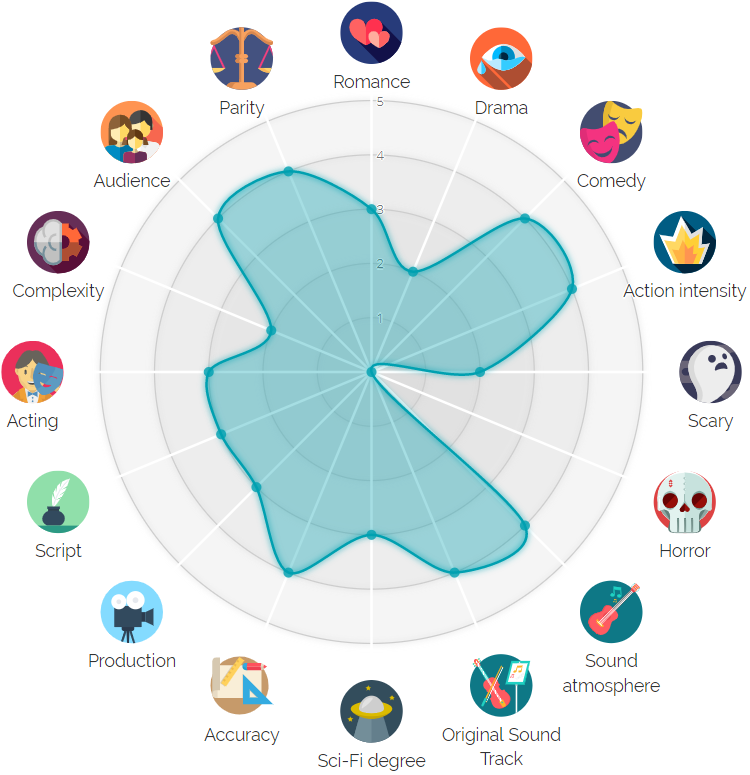 Romance
Parity
Drama
5
Audience
Comedy
4
3
Complexity
Action intensity
2
1
Acting
Scary
Script
Horror
Production
Sound
atmosphere
Accuracy
Original Sound
Track
Sci-Fi degree